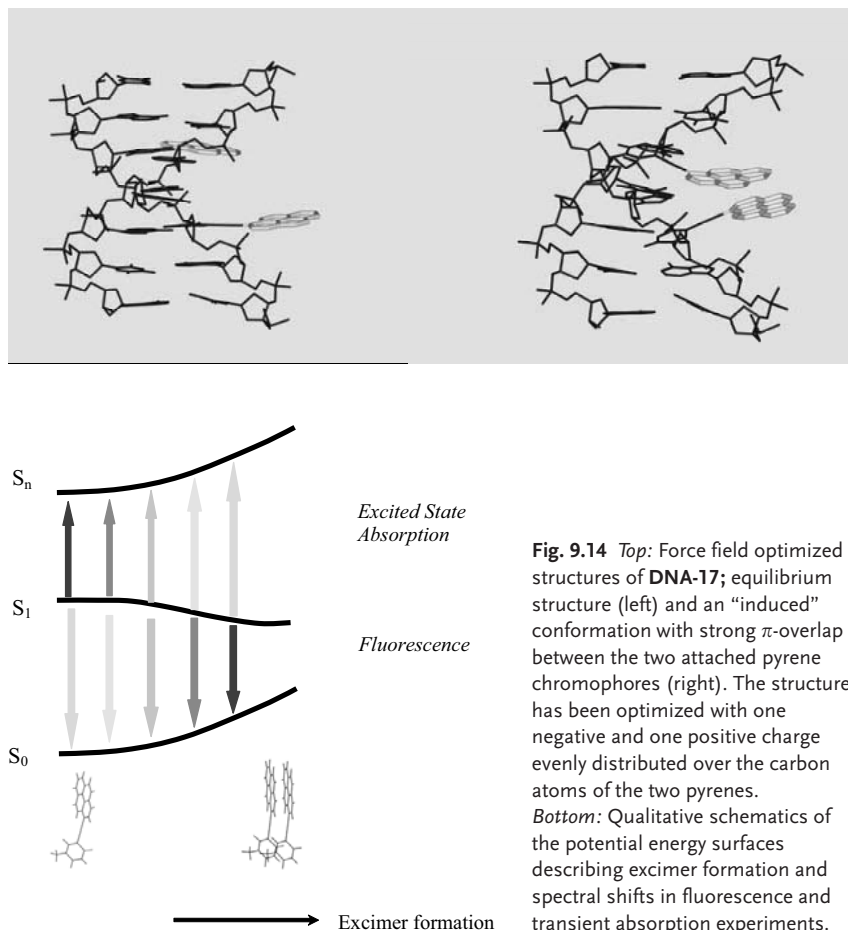 S_n
S_1
S_0
Excited State
Absorption
Fluorescence
Excimer formation
Fig. 9.14 Top: Force field optimized
structures of DNA-17; equilibrium
structure (left) and an “induced”
conformation with strong π-overlap
between the two attached pyrene
chromophores (right). The structure
has been optimized with one
negative and one positive charge
evenly distributed over the carbon
atoms of the two pyrenes.
Bottom: Qualitative schematics of
the potential energy surfaces
describing excimer formation and
spectral shifts in fluorescence and
transient absorption experiments.